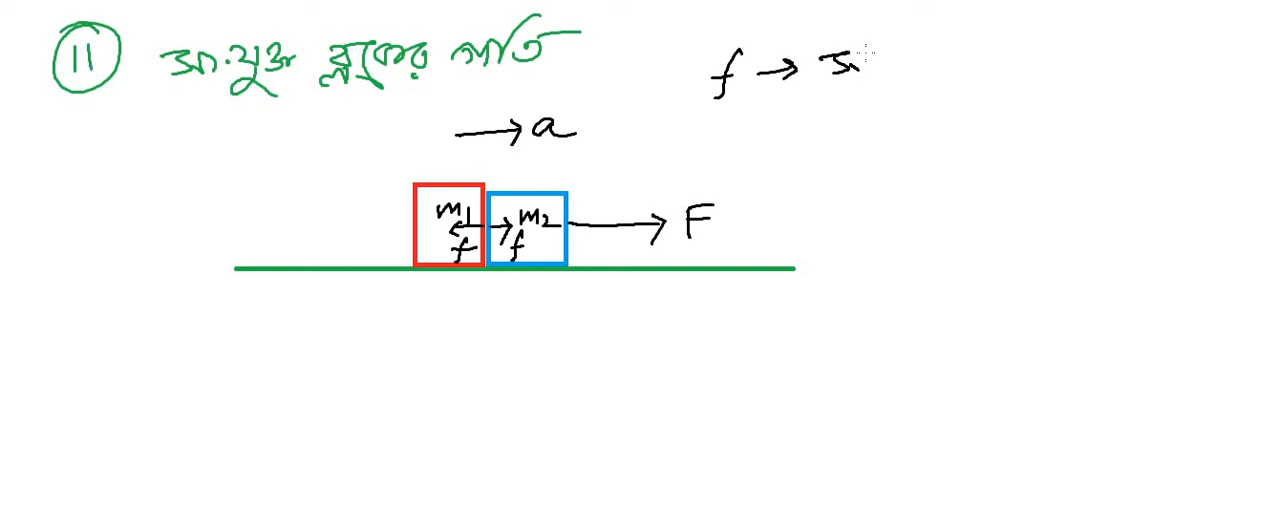 11 সংযুক্ত ব্লকের গতি
f → স
→ a
m₁ m₂ → F
f f